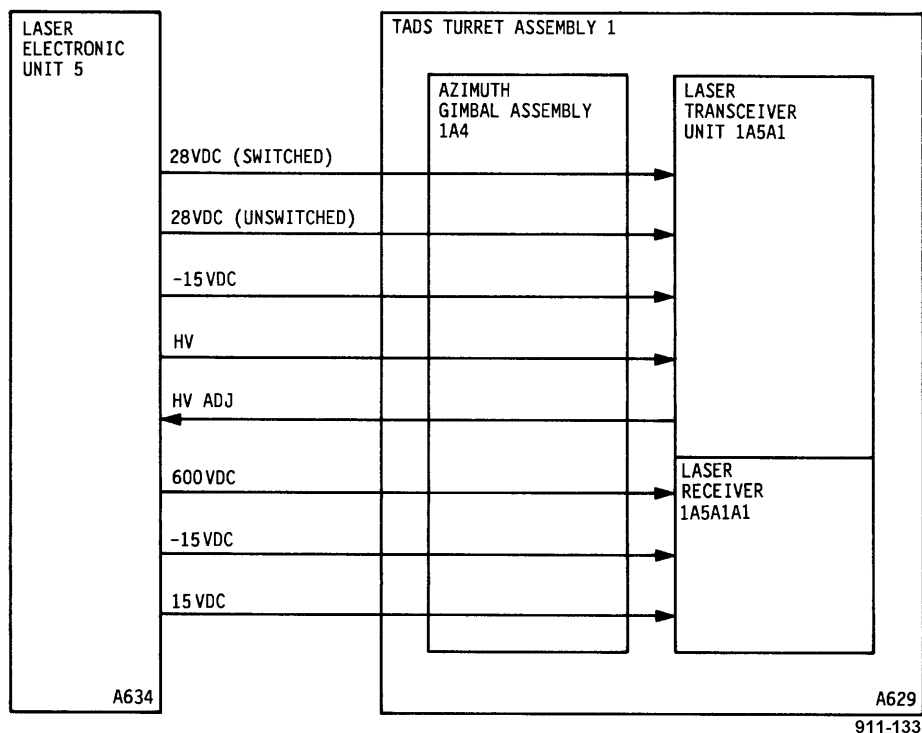 LASER
ELECTRONIC
UNIT 5
TADS TURRET ASSEMBLY 1
AZIMUTH
GIMBAL ASSEMBLY
1A4
LASER
TRANSCEIVER
UNIT 1A5A1
28VDC (SWITCHED)
28VDC (UNSWITCHED)
-15VDC
HV
HV ADJ
600VDC
-15VDC
15VDC
LASER
RECEIVER
1A5A1A1
A634
A629
911-133